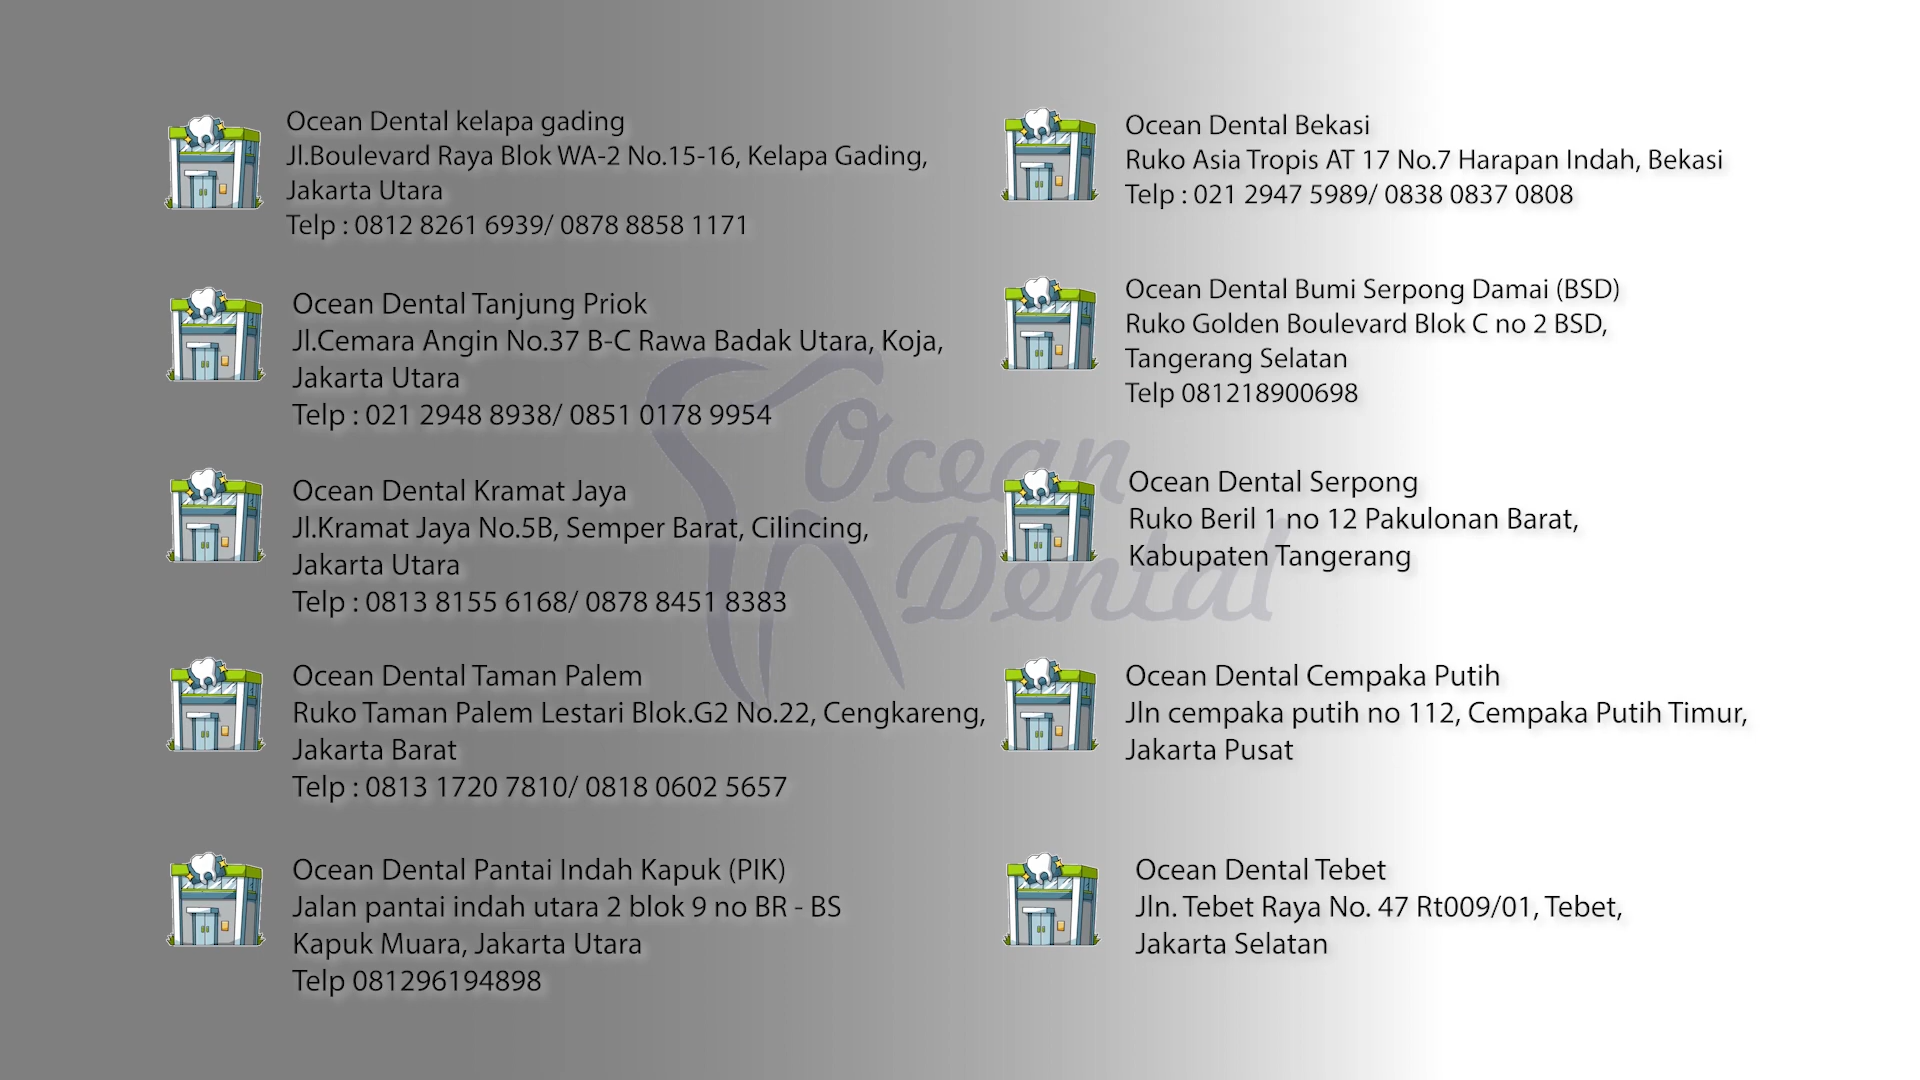 Ocean Dental kelapa gading
Jl.Boulevard Raya Blok WA-2 No.15-16, Kelapa Gading,
Jakarta Utara
Telp : 0812 8261 6939/ 0878 8858 1171
Ocean Dental Tanjung Priok
Jl.Cemara Angin No.37 B-C Rawa Badak Utara, Koja,
Jakarta Utara
Telp : 021 2948 8938/ 0851 0178 9954
Ocean Dental Kramat Jaya
Jl.Kramat Jaya No.5B, Semper Barat, Cilincing,
Jakarta Utara
Telp : 0813 8155 6168/ 0878 8451 8383
Ocean Dental Taman Palem
Ruko Taman Palem Lestari Blok.G2 No.22, Cengkareng,
Jakarta Barat
Telp : 0813 1720 7810/ 0818 0602 5657
Ocean Dental Pantai Indah Kapuk (PIK)
Jalan pantai indah utara 2 blok 9 no BR - BS
Kapuk Muara, Jakarta Utara
Telp 081296194898
Ocean Dental Bekasi
Ruko Asia Tropis AT 17 No.7 Harapan Indah, Bekasi
Telp : 021 2947 5989/ 0838 0837 0808
Ocean Dental Bumi Serpong Damai (BSD)
Ruko Golden Boulevard Blok C no 2 BSD,
Tangerang Selatan
Telp 081218900698
Ocean Dental Serpong
Ruko Beril 1 no 12 Pakulonan Barat,
Kabupaten Tangerang
Ocean Dental Cempaka Putih
Jln cempaka putih no 112, Cempaka Putih Timur,
Jakarta Pusat
Ocean Dental Tebet
Jln. Tebet Raya No. 47 Rt009/01, Tebet,
Jakarta Selatan
Ocean
Dental